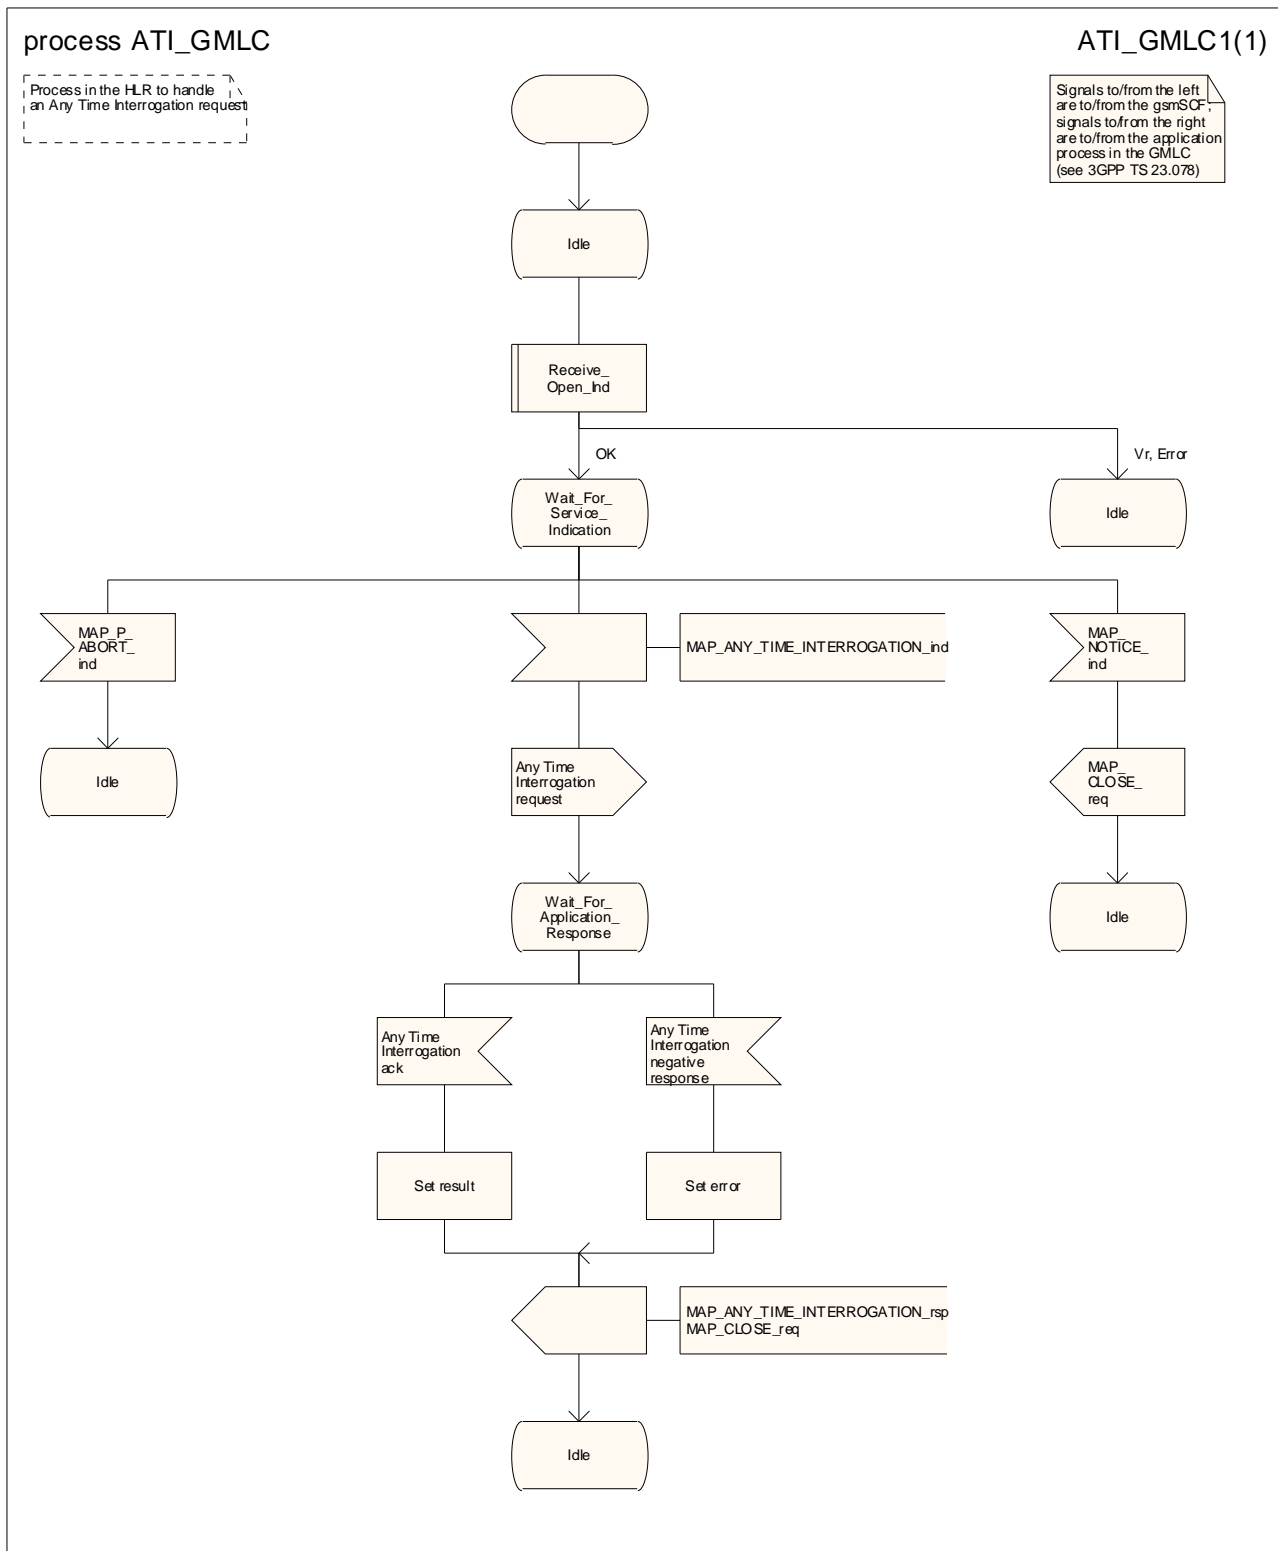 process ATI_GMLC
ATI_GMLC1(1)
Process in the HLR to handle
an Any Time Interrogation request
Signals to/from the left
are to/from the gsmSCF;
signals to/from the right
are to/from the application
process in the GMLC
(see 3GPP TS 23.078)
Idle
Receive_
Open_Ind
OK
Vr, Error
Wait_For_
Service_
Indication
Idle
MAP_P_
ABORT_
ind
MAP_ANY_TIME_INTERROGATION_ind
MAP_
NOTICE_
ind
Idle
Any Time
Interrogation
request
MAP_
CLOSE_
req
Wait_For_
Application_
Response
Idle
Any Time
Interrogation
ack
Any Time
Interrogation
negative
response
Set result
Set error
MAP_ANY_TIME_INTERROGATION_rsp
MAP_CLOSE_req
Idle